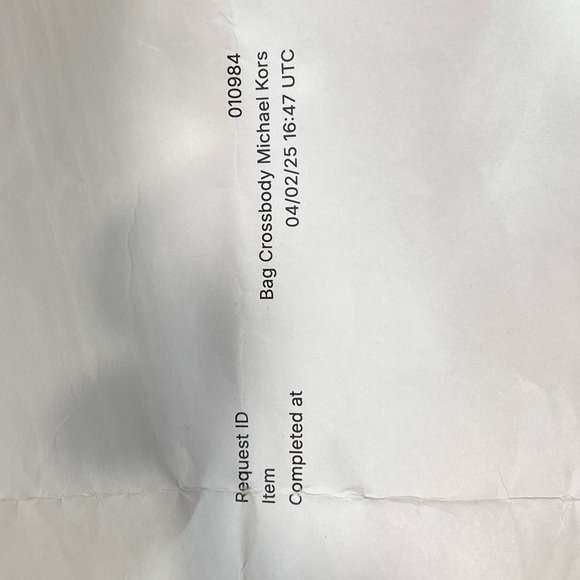 Request ID 010984
Item Bag Crossbody Michael Kors
Completed at 04/02/25 16:47 UTC